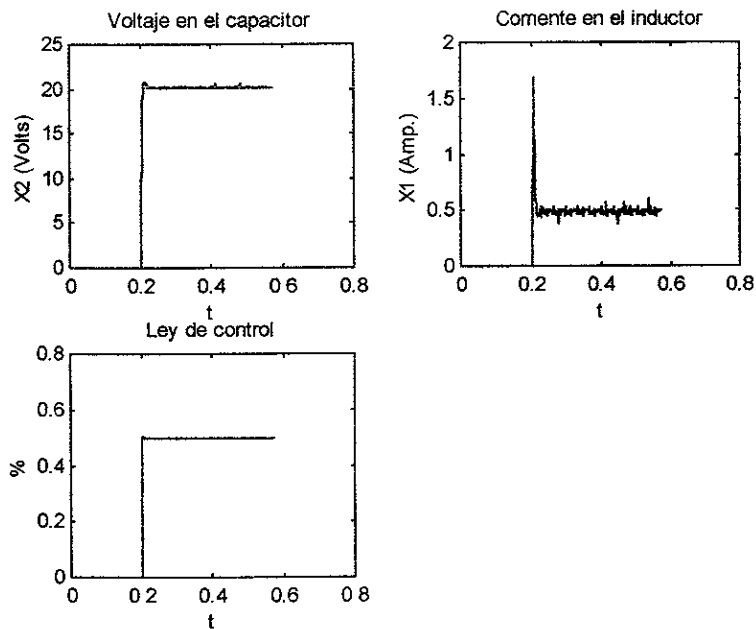 Voltaje en el capacitor
25
20
15
10
5
0
X2 (Volts)
0 0.2 0.4 0 6 0.8
t
Comente en el inductor
2
1.5
1
0.5
0
X1 (Amp.)
0 0.2 0.4 0.6 0.8
t
Ley de control
0.8
0.6
0.4
0.2
0
%
0 0 2 0.4 0.6 0 8
t